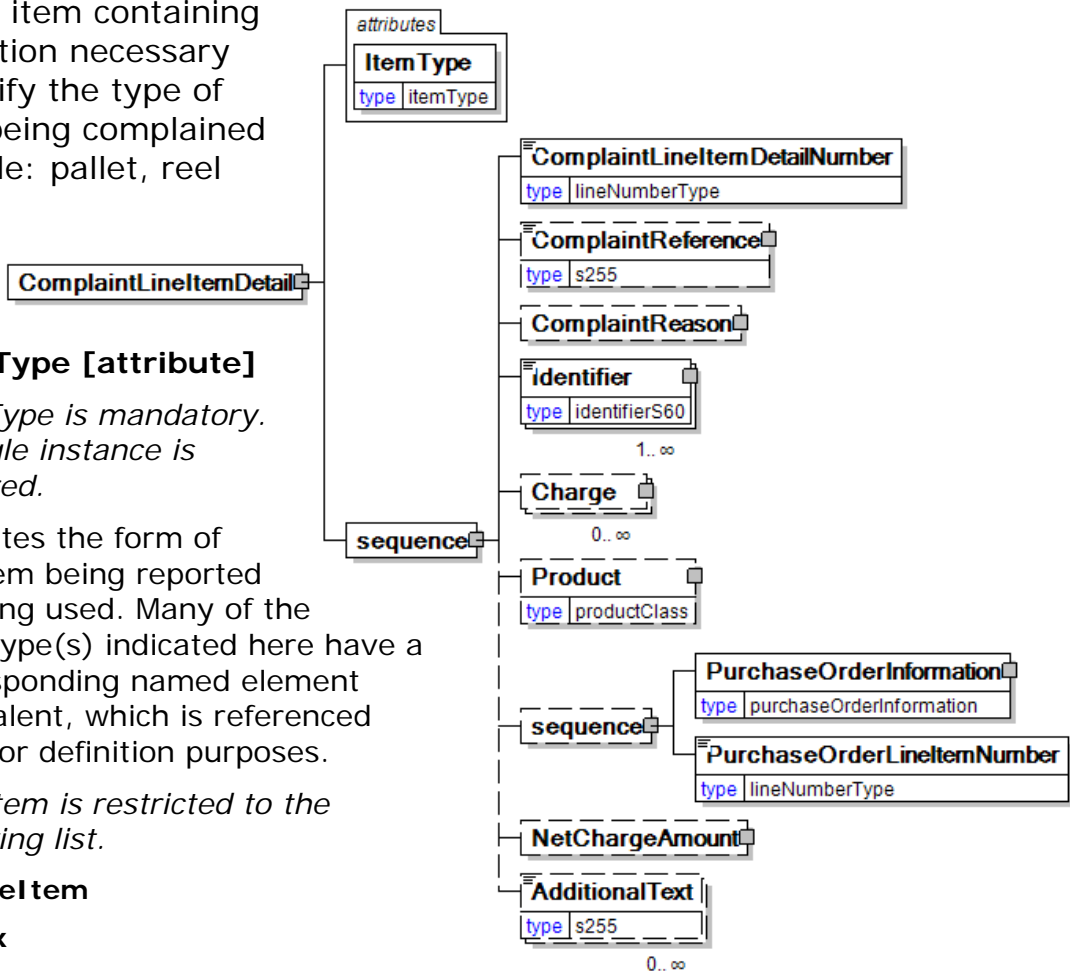 item containing
tion necessary
ify the type of
being complained
le: pallet, reel
ComplaintLineItemDetail
Type [attribute]
Type is mandatory.
gle instance is
ed.
tes the form of
em being reported
ng used. Many of the
ype(s) indicated here have a
sponding named element
alent, which is referenced
or definition purposes.
tem is restricted to the
ing list.
eItem
x
attributes
ItemType
type itemType
sequence
ComplaintLineItemDetailNumber
type lineNumberType
ComplaintReference
type s255
ComplaintReason
Identifier
type identifierS60
1..∞
Charge
0..∞
Product
type productClass
sequence
PurchaseOrderInformation
type purchaseOrderInformation
PurchaseOrderLineItemNumber
type lineNumberType
NetChargeAmount
AdditionalText
type s255
0..∞